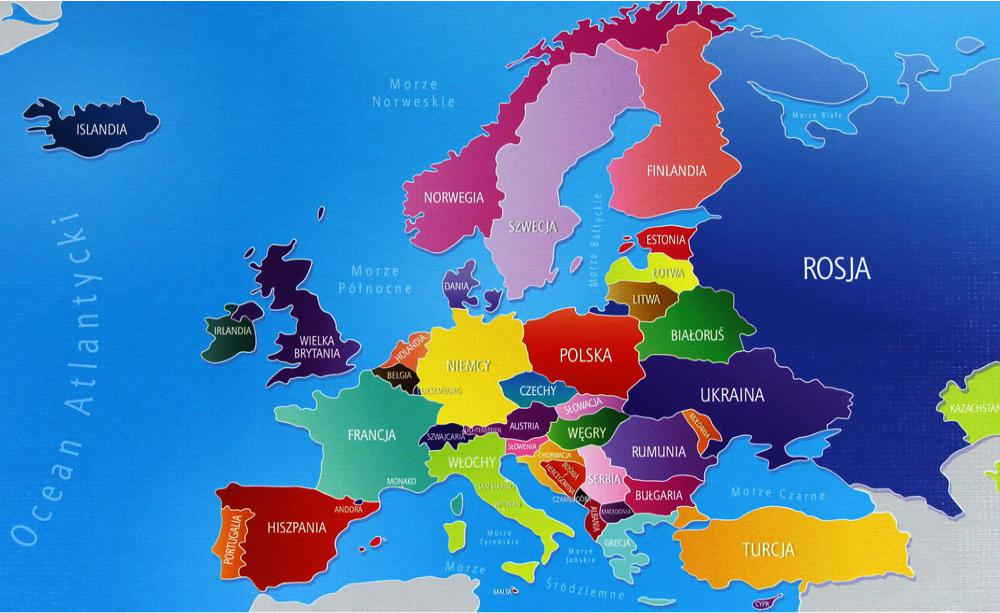 Morze
Norweskie
Morze Białe
ISLANDIA
FINLANDIA
NORWEGIA
SZWECJA
Ocean Atlantycki
Morze Bałtyckie
ESTONIA
ROSJA
Morze
Północne
ŁOTWA
DANIA
LITWA
IRLANDIA
BIAŁORUŚ
WIELKA
BRYTANIA
HOLANDIA
POLSKA
NIEMCY
BELGIA
LUKSEMBURG
CZECHY
UKRAINA
KAZACHSTAN
SŁOWACJA
AUSTRIA
LICHTENSTEIN
SZWAJCARIA
WĘGRY
MOŁDAWIA
FRANCJA
SŁOWENIA
CHORWACJA
RUMUNIA
WŁOCHY
BOŚNIA
I
HERCEGOWINA
MONAKO
SAN MARINO
SERBIA
BUŁGARIA
Morze Czarne
CZARNOGÓRA
ANDORA
MACEDONIA
ALBANIA
HISZPANIA
PORTUGALIA
GRECJA
TURCJA
Morze
Tyreńskie
Morze
Jońskie
Morze Śródziemne
MALTA
CYPR